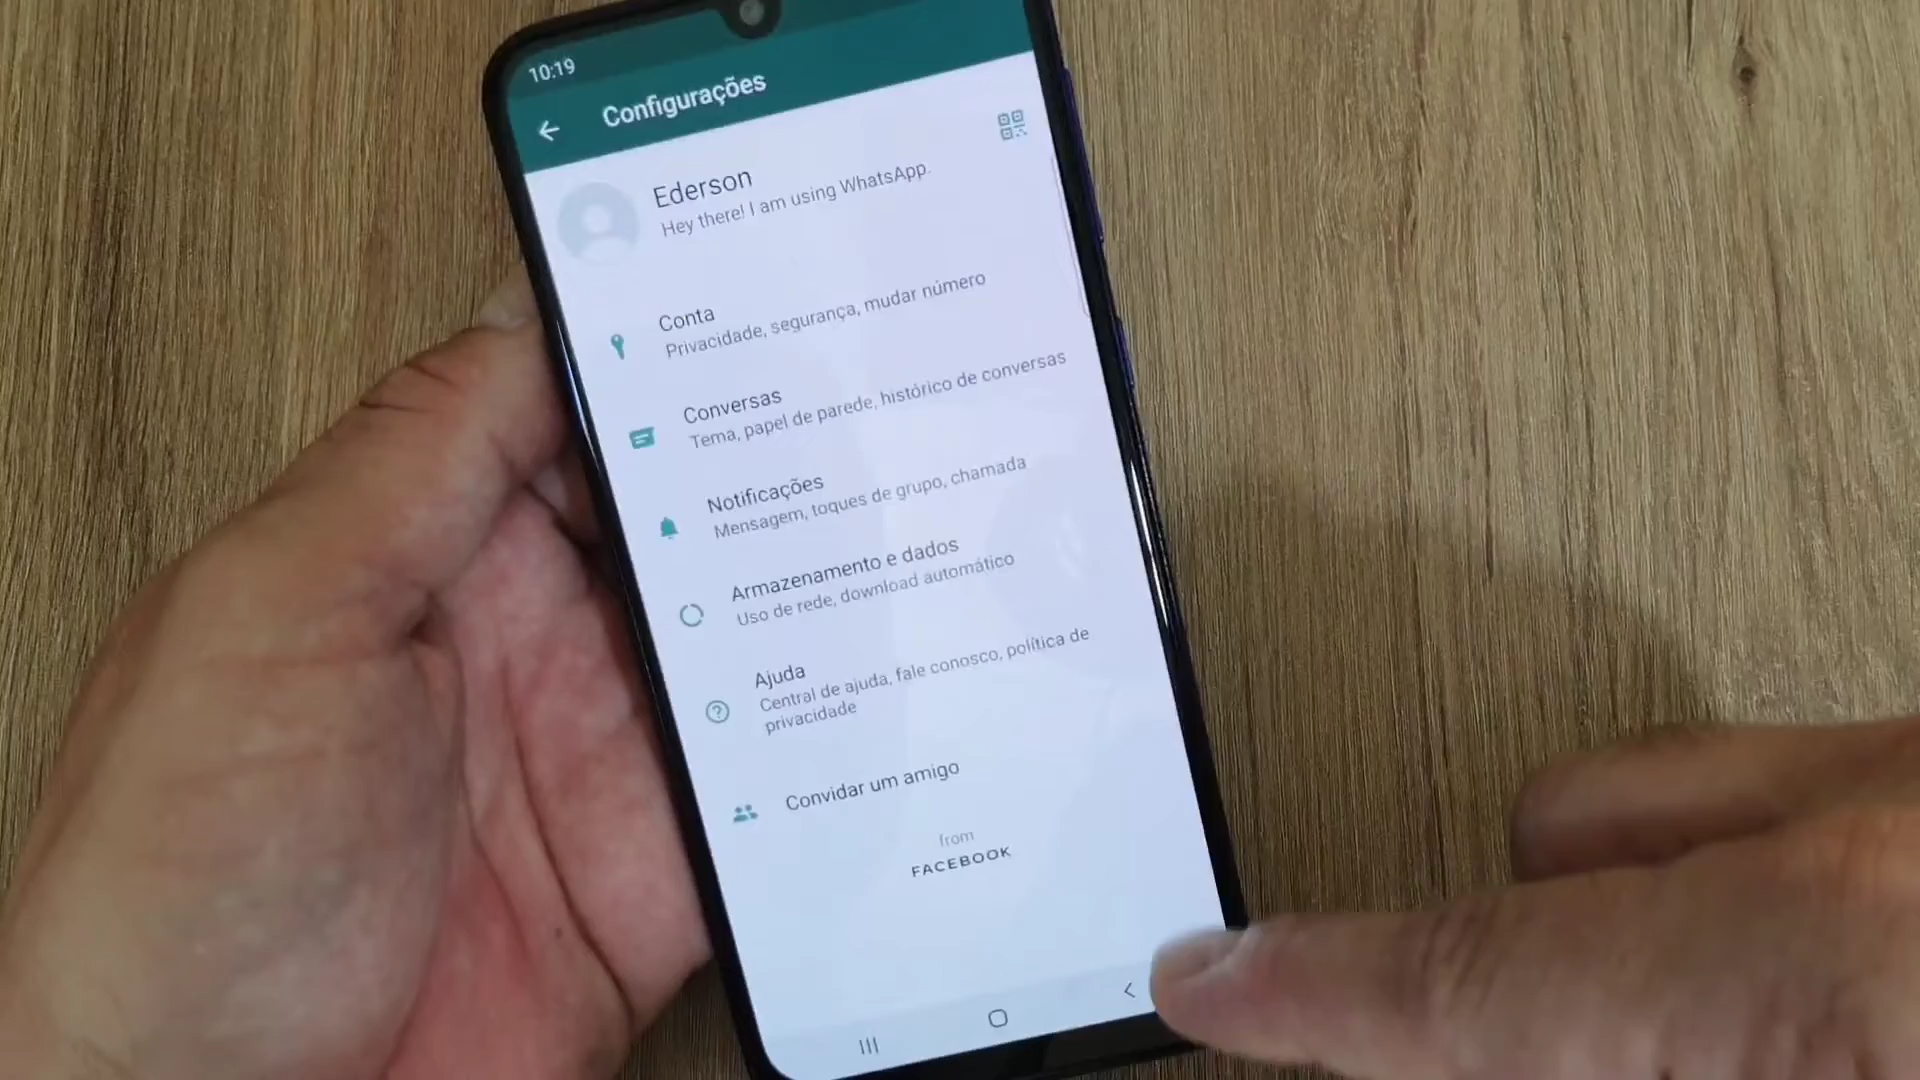 10:19
Configurações
Ederson
Hey there! I am using WhatsApp.
Conta
Privacidade, segurança, mudar número
Conversas
Tema, papel de parede, histórico de conversas
Notificações
Mensagem, toques de grupo, chamada
Armazenamento e dados
Uso de rede, download automático
Ajuda
Central de ajuda, fale conosco, política de
privacidade
Convidar um amigo
from
FACEBOOK